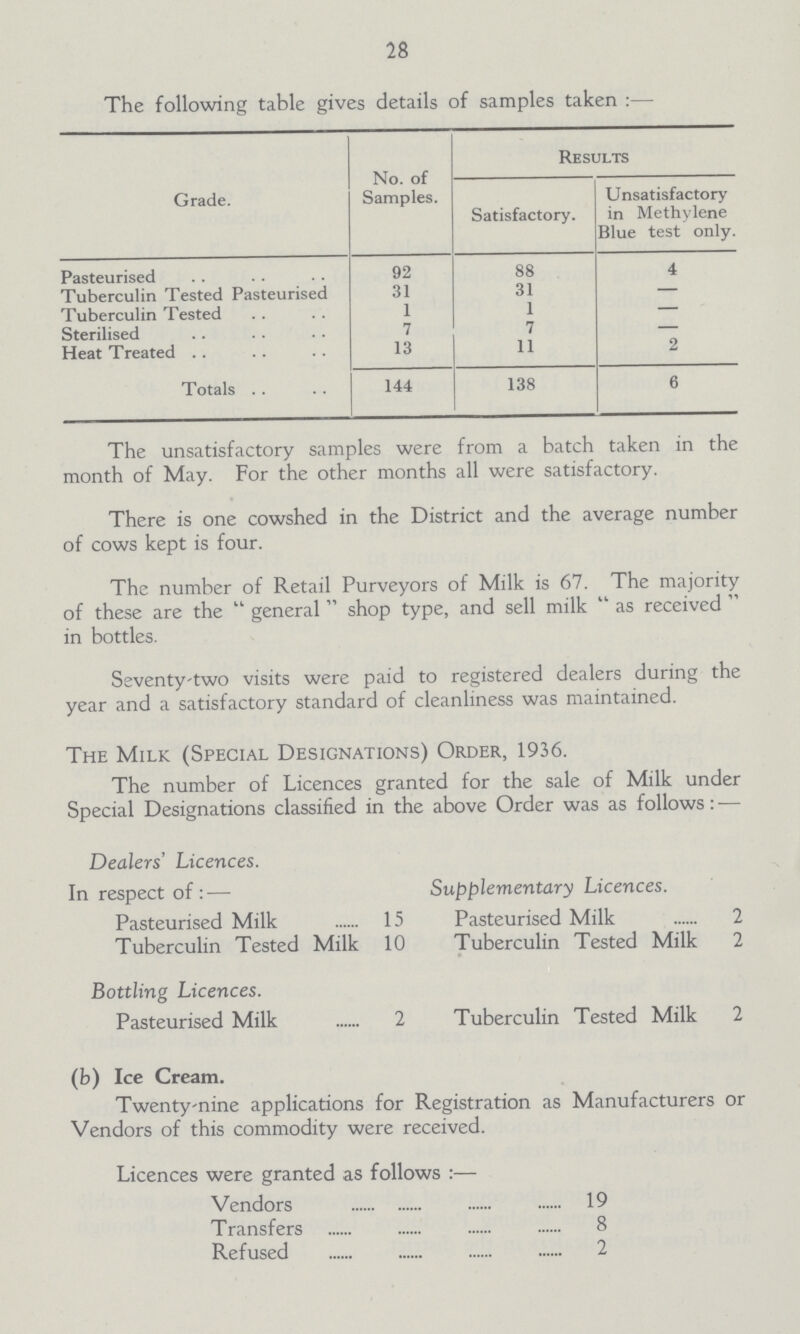 28
The following table gives details of samples taken :—
Grade. No. of Samples. Results
Satisfactory. Unsatisfactory in Methylene Blue test only.
Pasteurised .. .. .. 92 88 4
Tuberculin Tested Pasteurised 31 31 —
Tuberculin Tested .. .. 1 1 —
Sterilised .. .. .. 7 7 —
Heat Treated .. .. .. 13 11 2
Totals .. .. 144 138 6
The unsatisfactory samples were from a batch taken in the
month of May. For the other months all were satisfactory.
There is one cowshed in the District and the average number
of cows kept is four.
The number of Retail Purveyors of Milk is 67. The majority
of these are the “ general ” shop type, and sell milk “ as received ”
in bottles.
Seventy-two visits were paid to registered dealers during the
year and a satisfactory standard of cleanliness was maintained.
The Milk (Special Designations) Order, 1936.
The number of Licences granted for the sale of Milk under
Special Designations classified in the above Order was as follows: —
Dealers' Licences.
In respect of : — Supplementary Licences.
Pasteurised Milk ...... 15 Pasteurised Milk ...... 2
Tuberculin Tested Milk 10 Tuberculin Tested Milk 2
Bottling Licences.
Pasteurised Milk ...... 2 Tuberculin Tested Milk 2
(b) Ice Cream.
Twenty-nine applications for Registration as Manufacturers or
Vendors of this commodity were received.
Licences were granted as follows :—
Vendors ...... ...... ...... ...... 19
Transfers ...... ...... ...... ...... 8
Refused ...... ...... ...... ...... 2